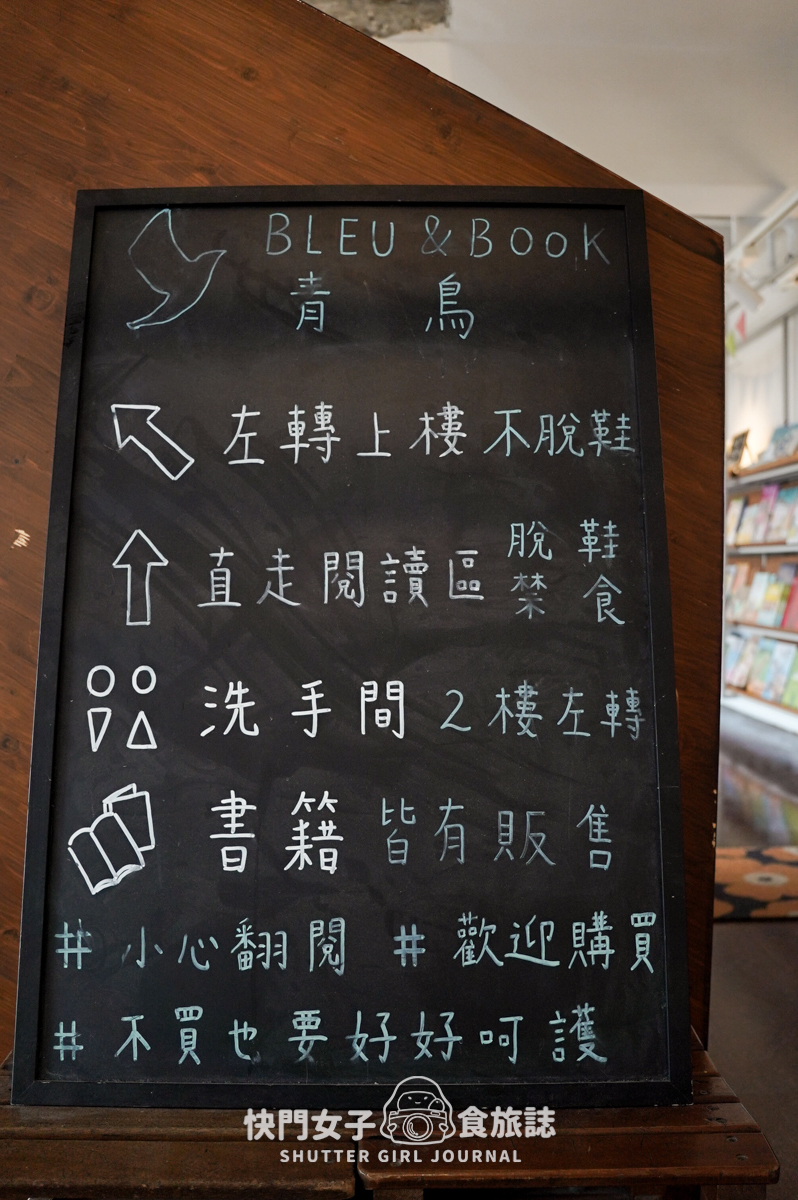 BLEU & BOOK
青鳥
左轉上樓 不脫鞋
直走閱讀區 脫鞋
禁食
洗手間 2樓左轉
書籍 皆有販售
# 小心翻閱 # 歡迎購買
# 不買也要好好呵護
快門女子食旅誌
SHUTTER GIRL JOURNAL